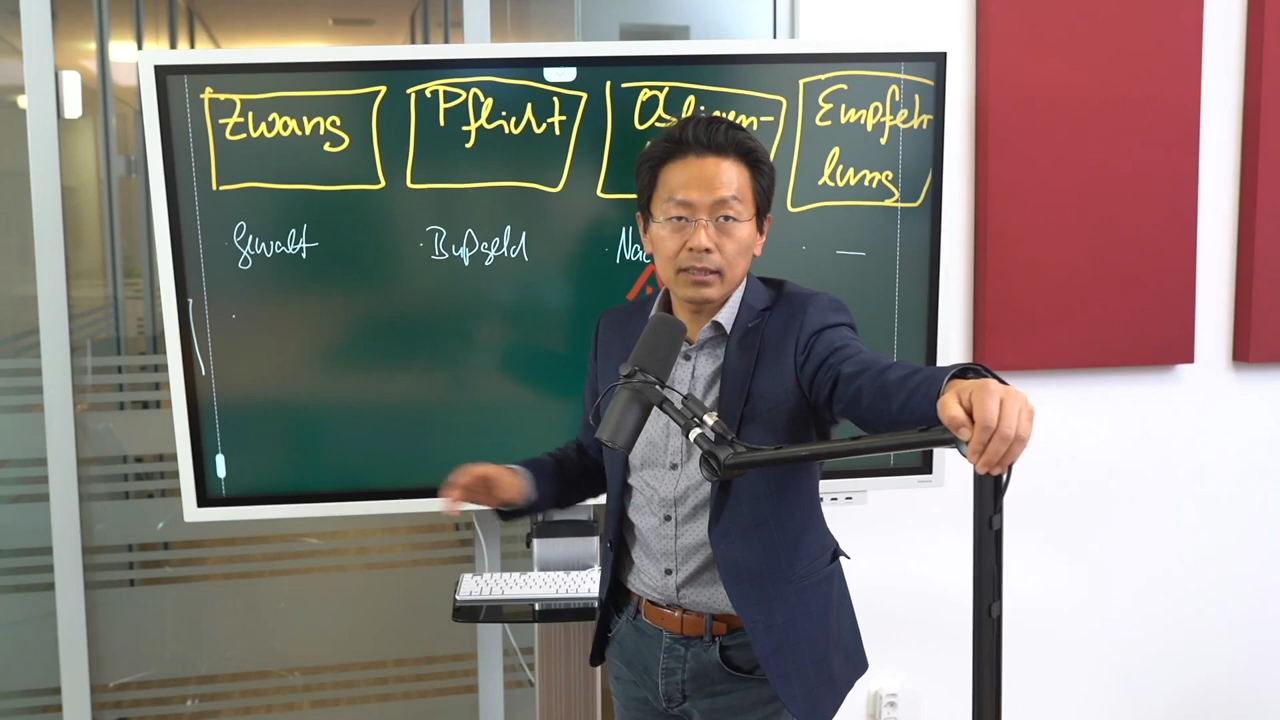 Zwang
Pflicht
Empfeh
lung
Gewalt
Bußgeld
—